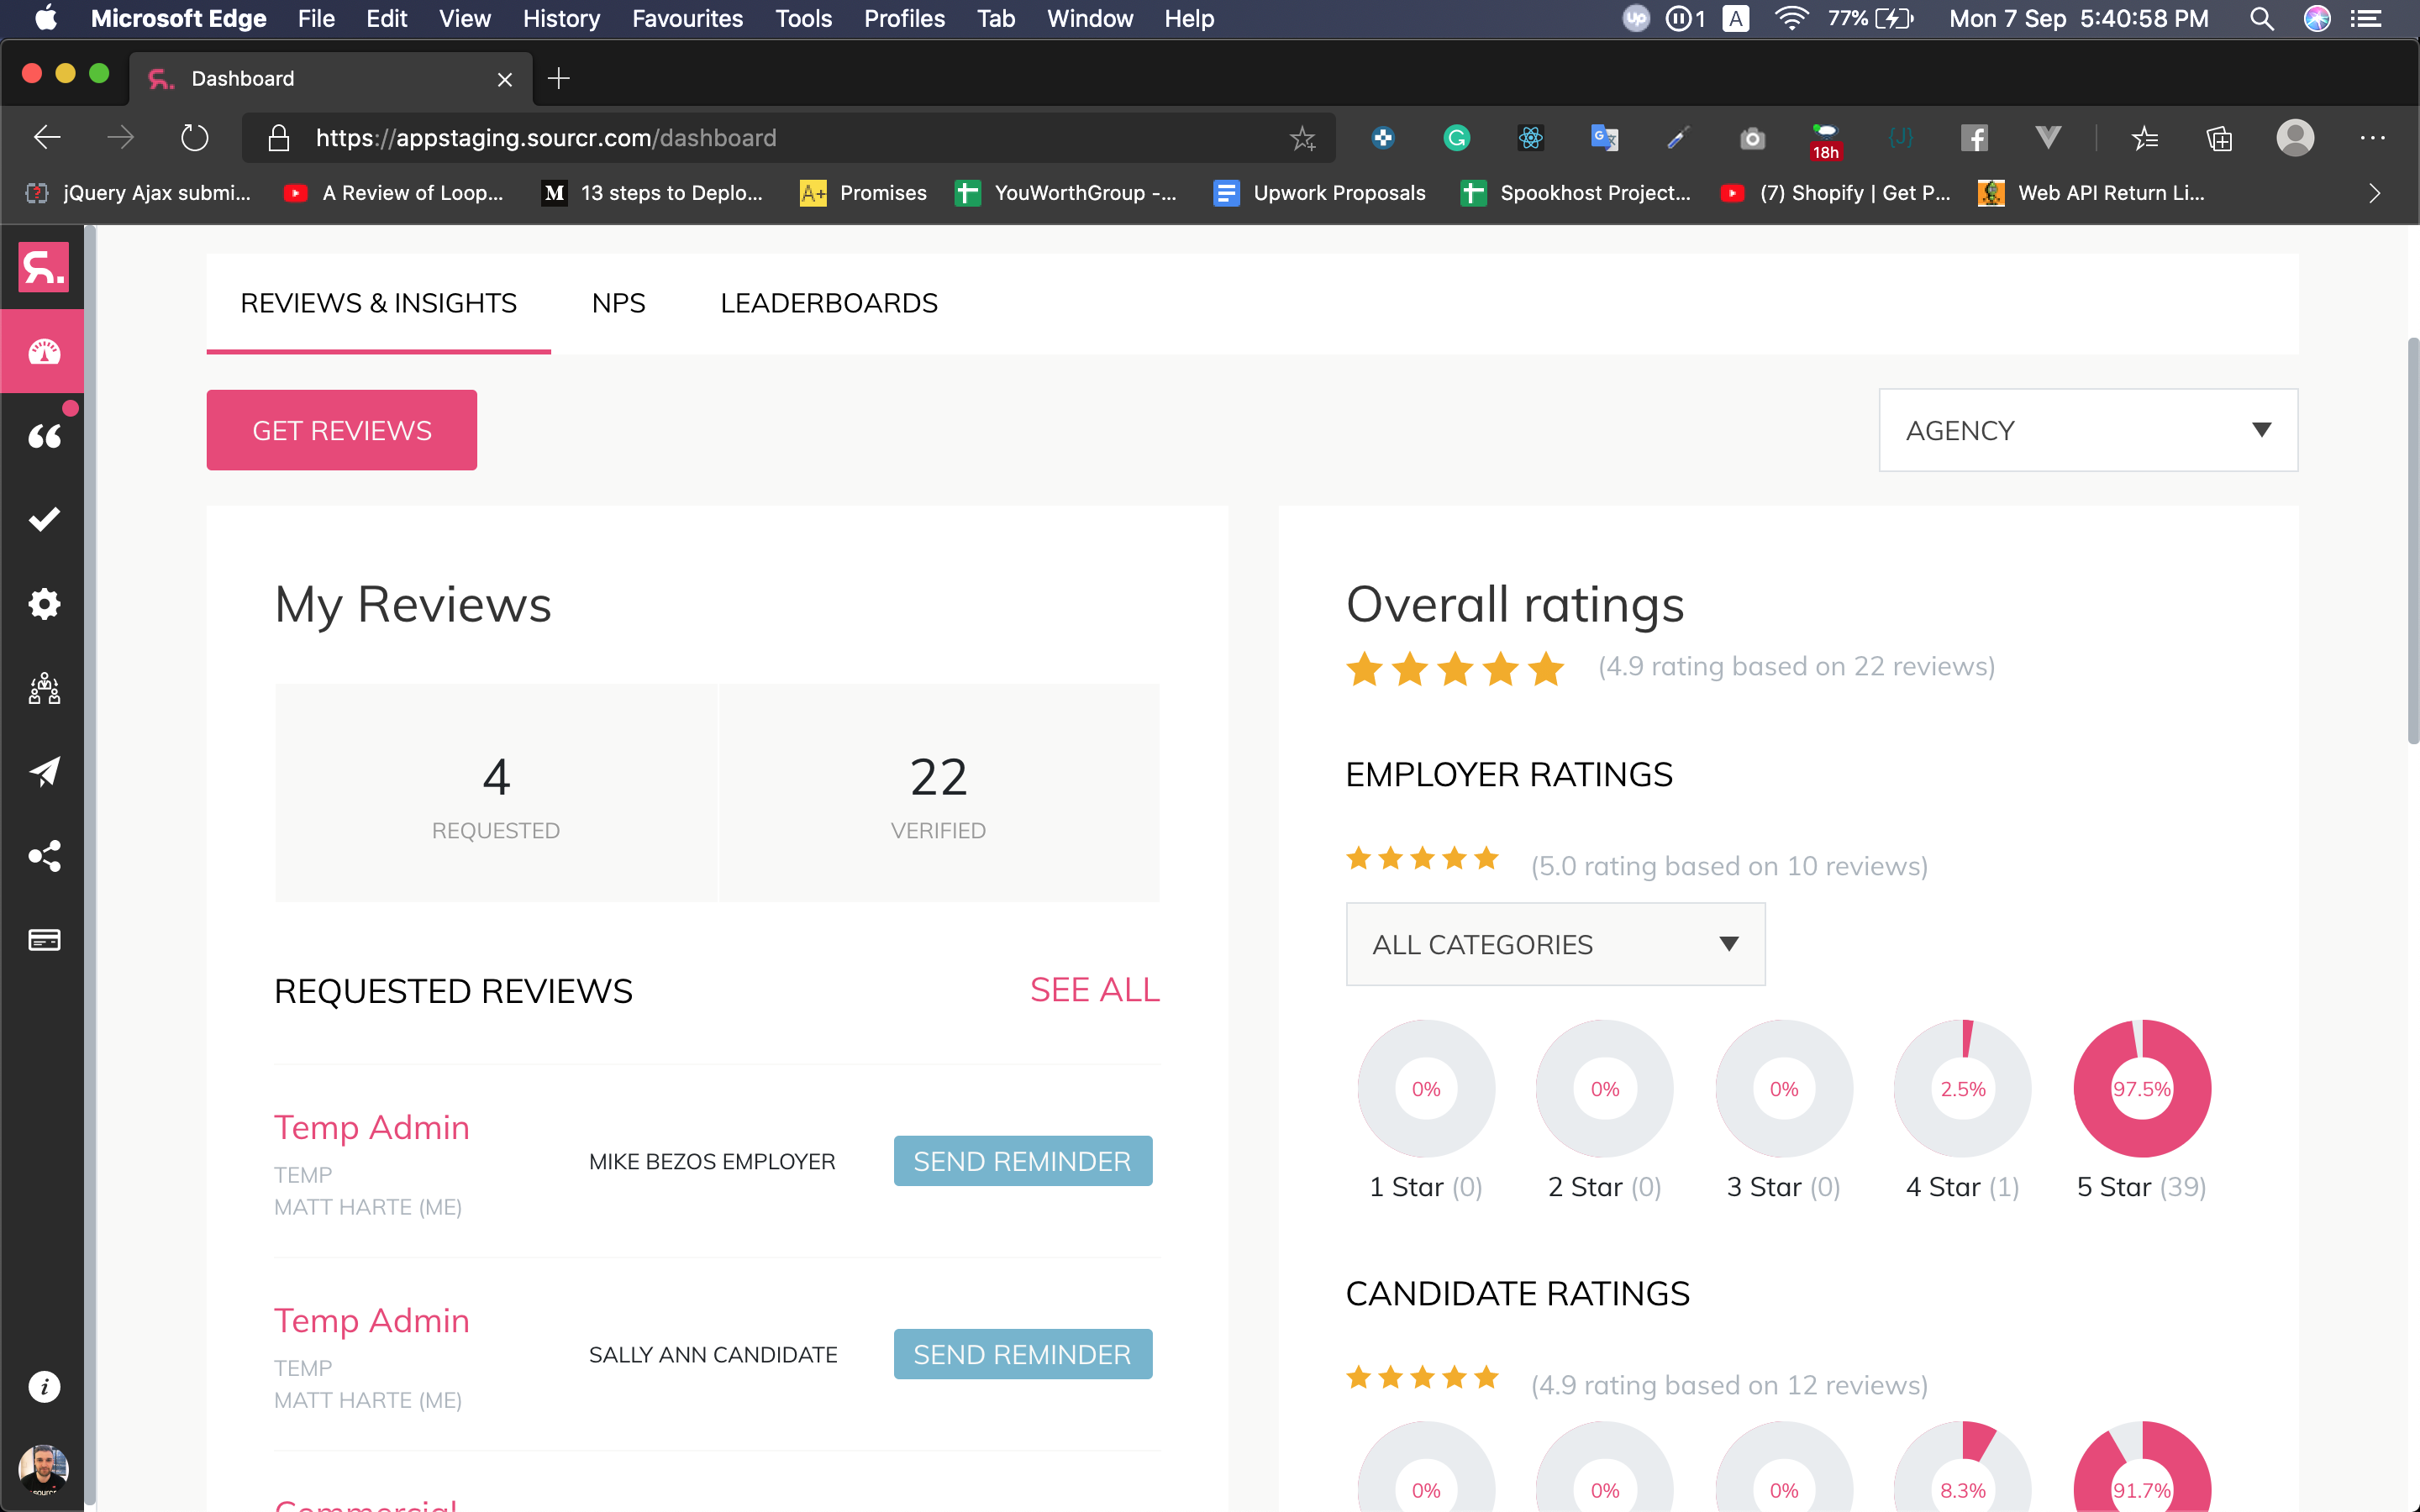 Microsoft Edge File Edit View History Favourites Tools Profiles Tab Window Help
Up 1 A 77% Mon 7 Sep 5:40:58 PM
Dashboard
https://appstaging.sourcr.com/dashboard
18h
jQuery Ajax submi...
A Review of Loop...
13 steps to Deplo...
A+ Promises
YouWorthGroup -...
Upwork Proposals
Spookhost Project...
(7) Shopify | Get P...
Web API Return Li...
REVIEWS & INSIGHTS NPS LEADERBOARDS
GET REVIEWS
AGENCY
My Reviews
4
REQUESTED
22
VERIFIED
REQUESTED REVIEWS
SEE ALL
Temp Admin
TEMP
MATT HARTE (ME)
MIKE BEZOS EMPLOYER
SEND REMINDER
Temp Admin
TEMP
MATT HARTE (ME)
SALLY ANN CANDIDATE
SEND REMINDER
Commercial
Overall ratings
(4.9 rating based on 22 reviews)
EMPLOYER RATINGS
(5.0 rating based on 10 reviews)
ALL CATEGORIES
0% 0% 0% 2.5% 97.5%
1 Star (0) 2 Star (0) 3 Star (0) 4 Star (1) 5 Star (39)
CANDIDATE RATINGS
(4.9 rating based on 12 reviews)
0% 0% 0% 8.3% 91.7%